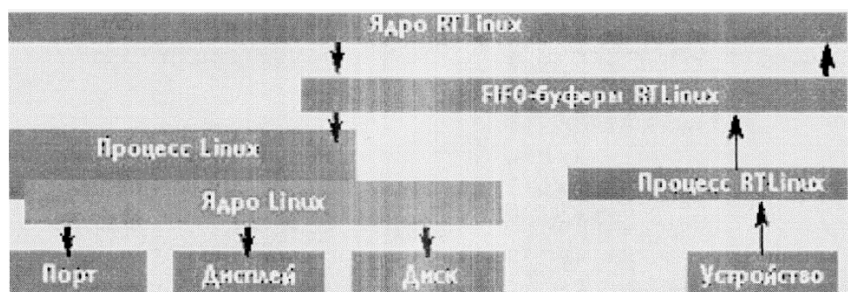 Ядро RTLinux
FIFO-буферы RTLinux
Процесс Linux
Процесс RTLinux
Ядро Linux
Порт
Дисплей
Диск
Устройство